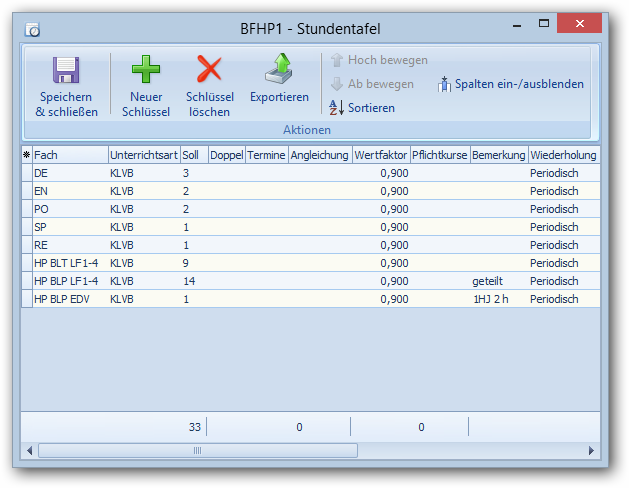 BFHP1 - Stundentafel
Speichern & schließen
Neuer Schlüssel
Schlüssel löschen
Exportieren
Hoch bewegen
Ab bewegen
Sortieren
Spalten ein-/ausblenden
Aktionen
Fach Unterrichtsart Soll Doppel Termine Angleichung Wertfaktor Pflichtkurse Bemerkung Wiederholung
DE KLVB 3 0,900 Periodisch
EN KLVB 2 0,900 Periodisch
PO KLVB 2 0,900 Periodisch
SP KLVB 1 0,900 Periodisch
RE KLVB 1 0,900 Periodisch
HP BLT LF1-4 KLVB 9 0,900 Periodisch
HP BLP LF1-4 KLVB 14 0,900 geteilt Periodisch
HP BLP EDV KLVB 1 0,900 1HJ 2 h Periodisch
33 0 0